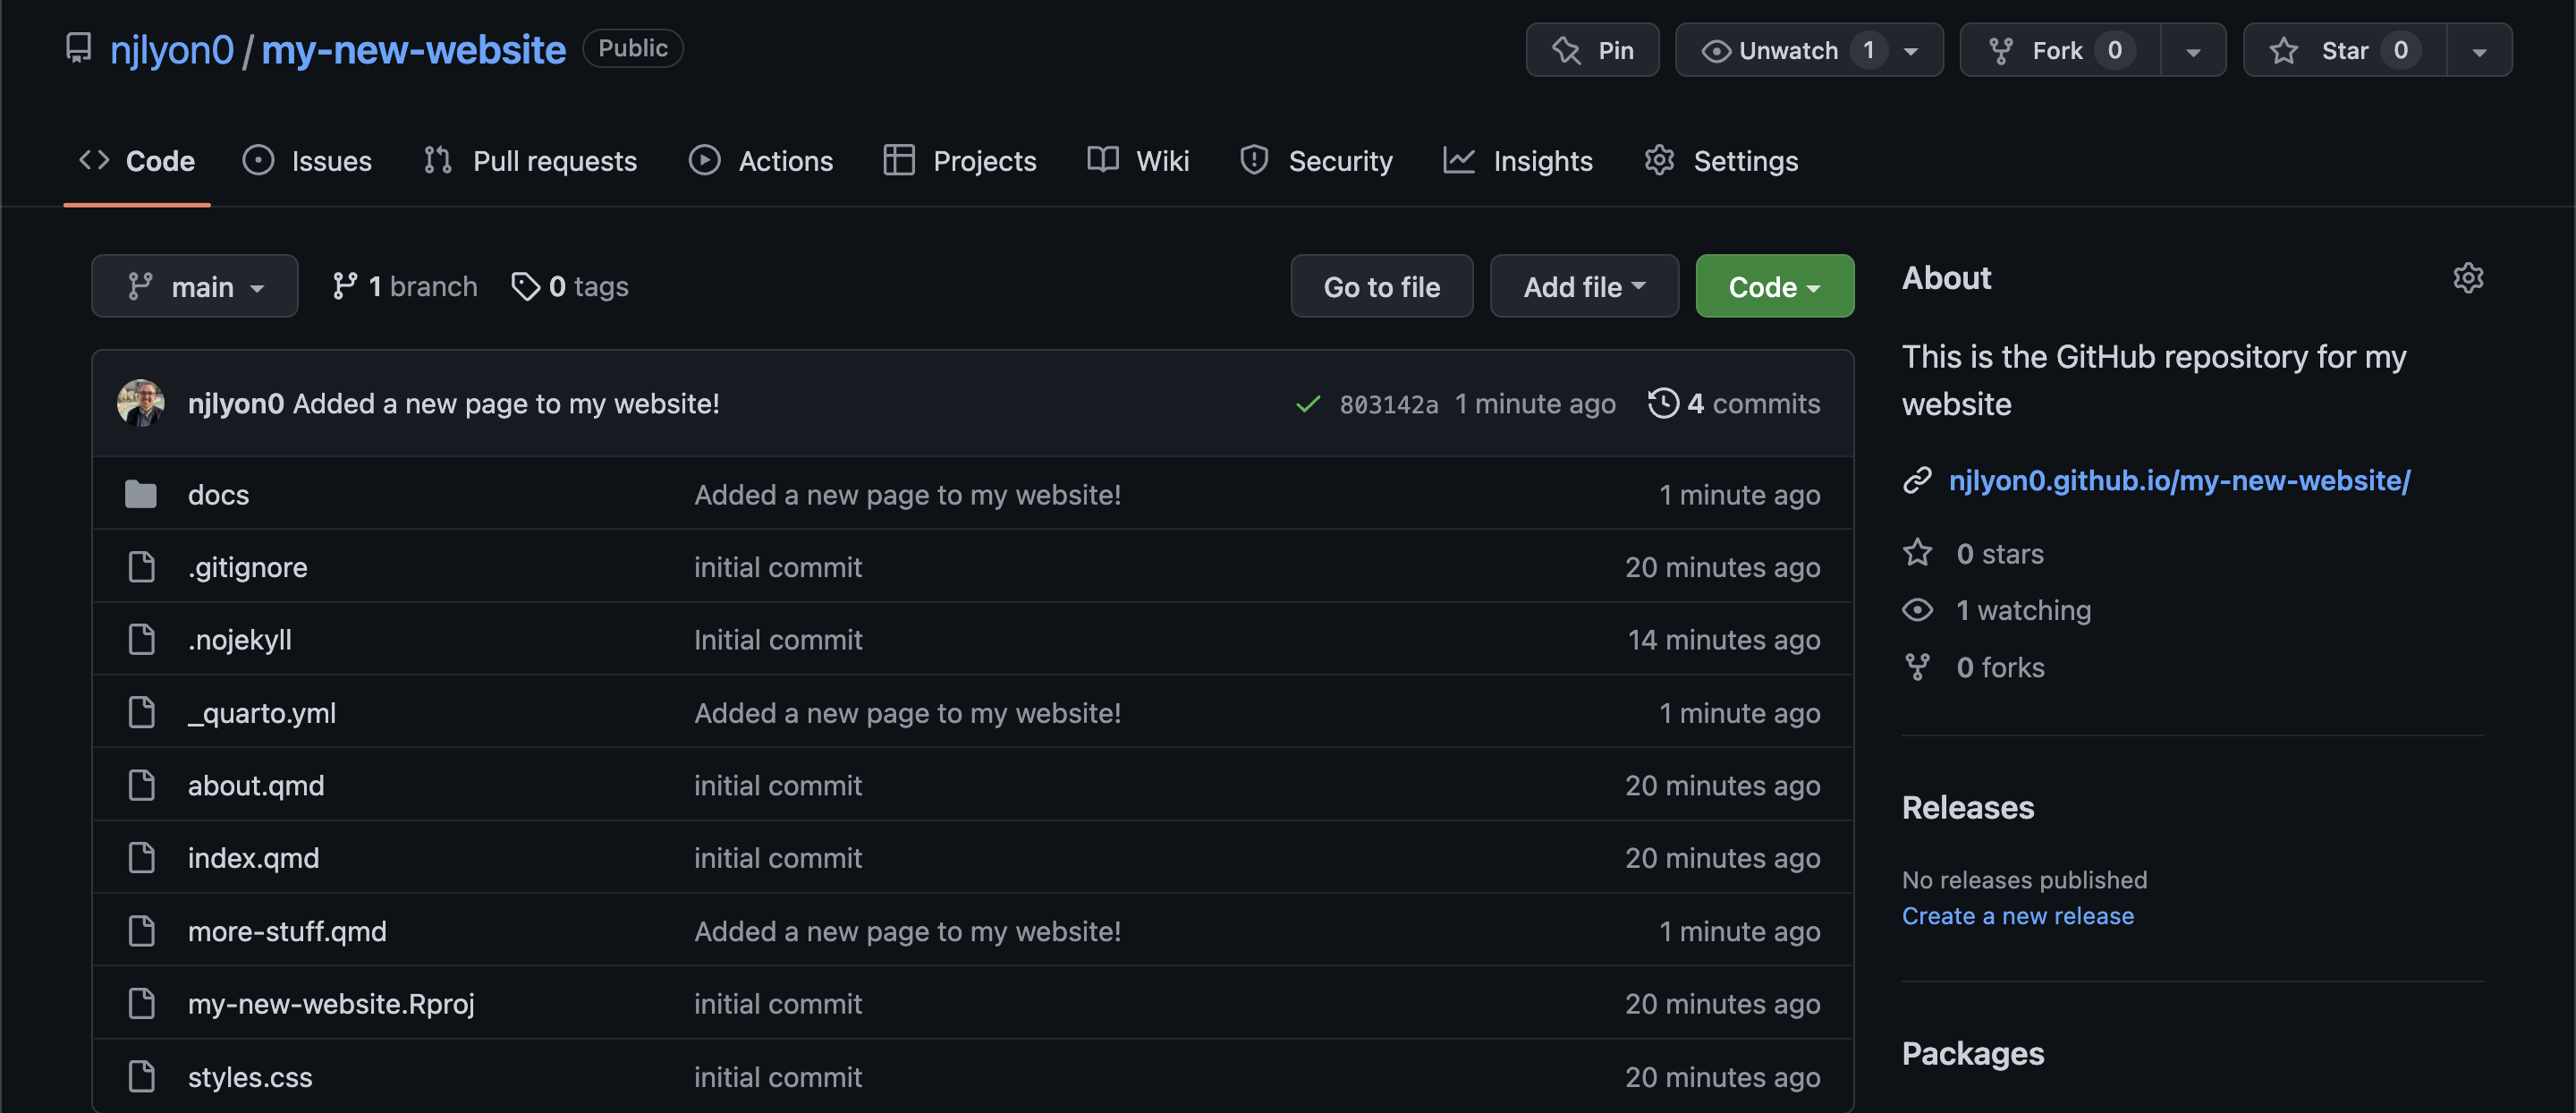 njlyon0 / my-new-website Public Pin Unwatch 1 Fork 0 Star 0
Code Issues Pull requests Actions Projects Wiki Security Insights Settings
main 1 branch 0 tags Go to file Add file Code
njlyon0 Added a new page to my website! 803142a 1 minute ago 4 commits
docs Added a new page to my website! 1 minute ago
.gitignore initial commit 20 minutes ago
.nojekyll Initial commit 14 minutes ago
_quarto.yml Added a new page to my website! 1 minute ago
about.qmd initial commit 20 minutes ago
index.qmd initial commit 20 minutes ago
more-stuff.qmd Added a new page to my website! 1 minute ago
my-new-website.Rproj initial commit 20 minutes ago
styles.css initial commit 20 minutes ago
About
This is the GitHub repository for my
website
njlyon0.github.io/my-new-website/
0 stars
1 watching
0 forks
Releases
No releases published
Create a new release
Packages